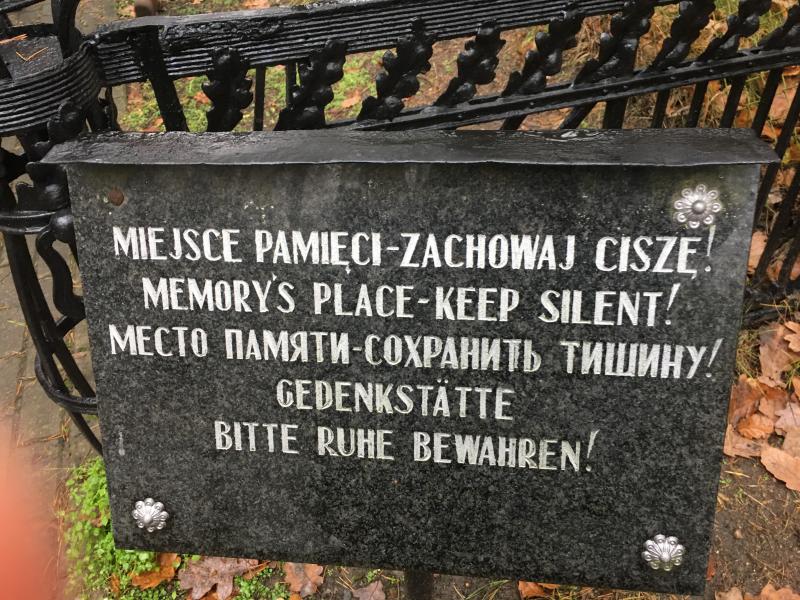 MIEJSCE PAMIĘCI-ZACHOWAJ CISZĘ!
MEMORY'S PLACE-KEEP SILENT!
МЕСТО ПАМЯТИ-СОХРАНИТЬ ТИШИНУ!
GEDENKSTÄTTE
BITTE RUHE BEWAHREN!